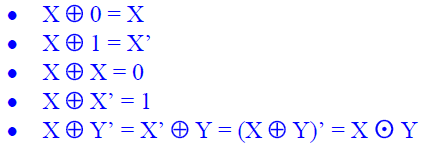 • X ⊕ 0 = X
• X ⊕ 1 = X’
• X ⊕ X = 0
• X ⊕ X’ = 1
• X ⊕ Y’ = X’ ⊕ Y = (X ⊕ Y)’ = X ⊙ Y